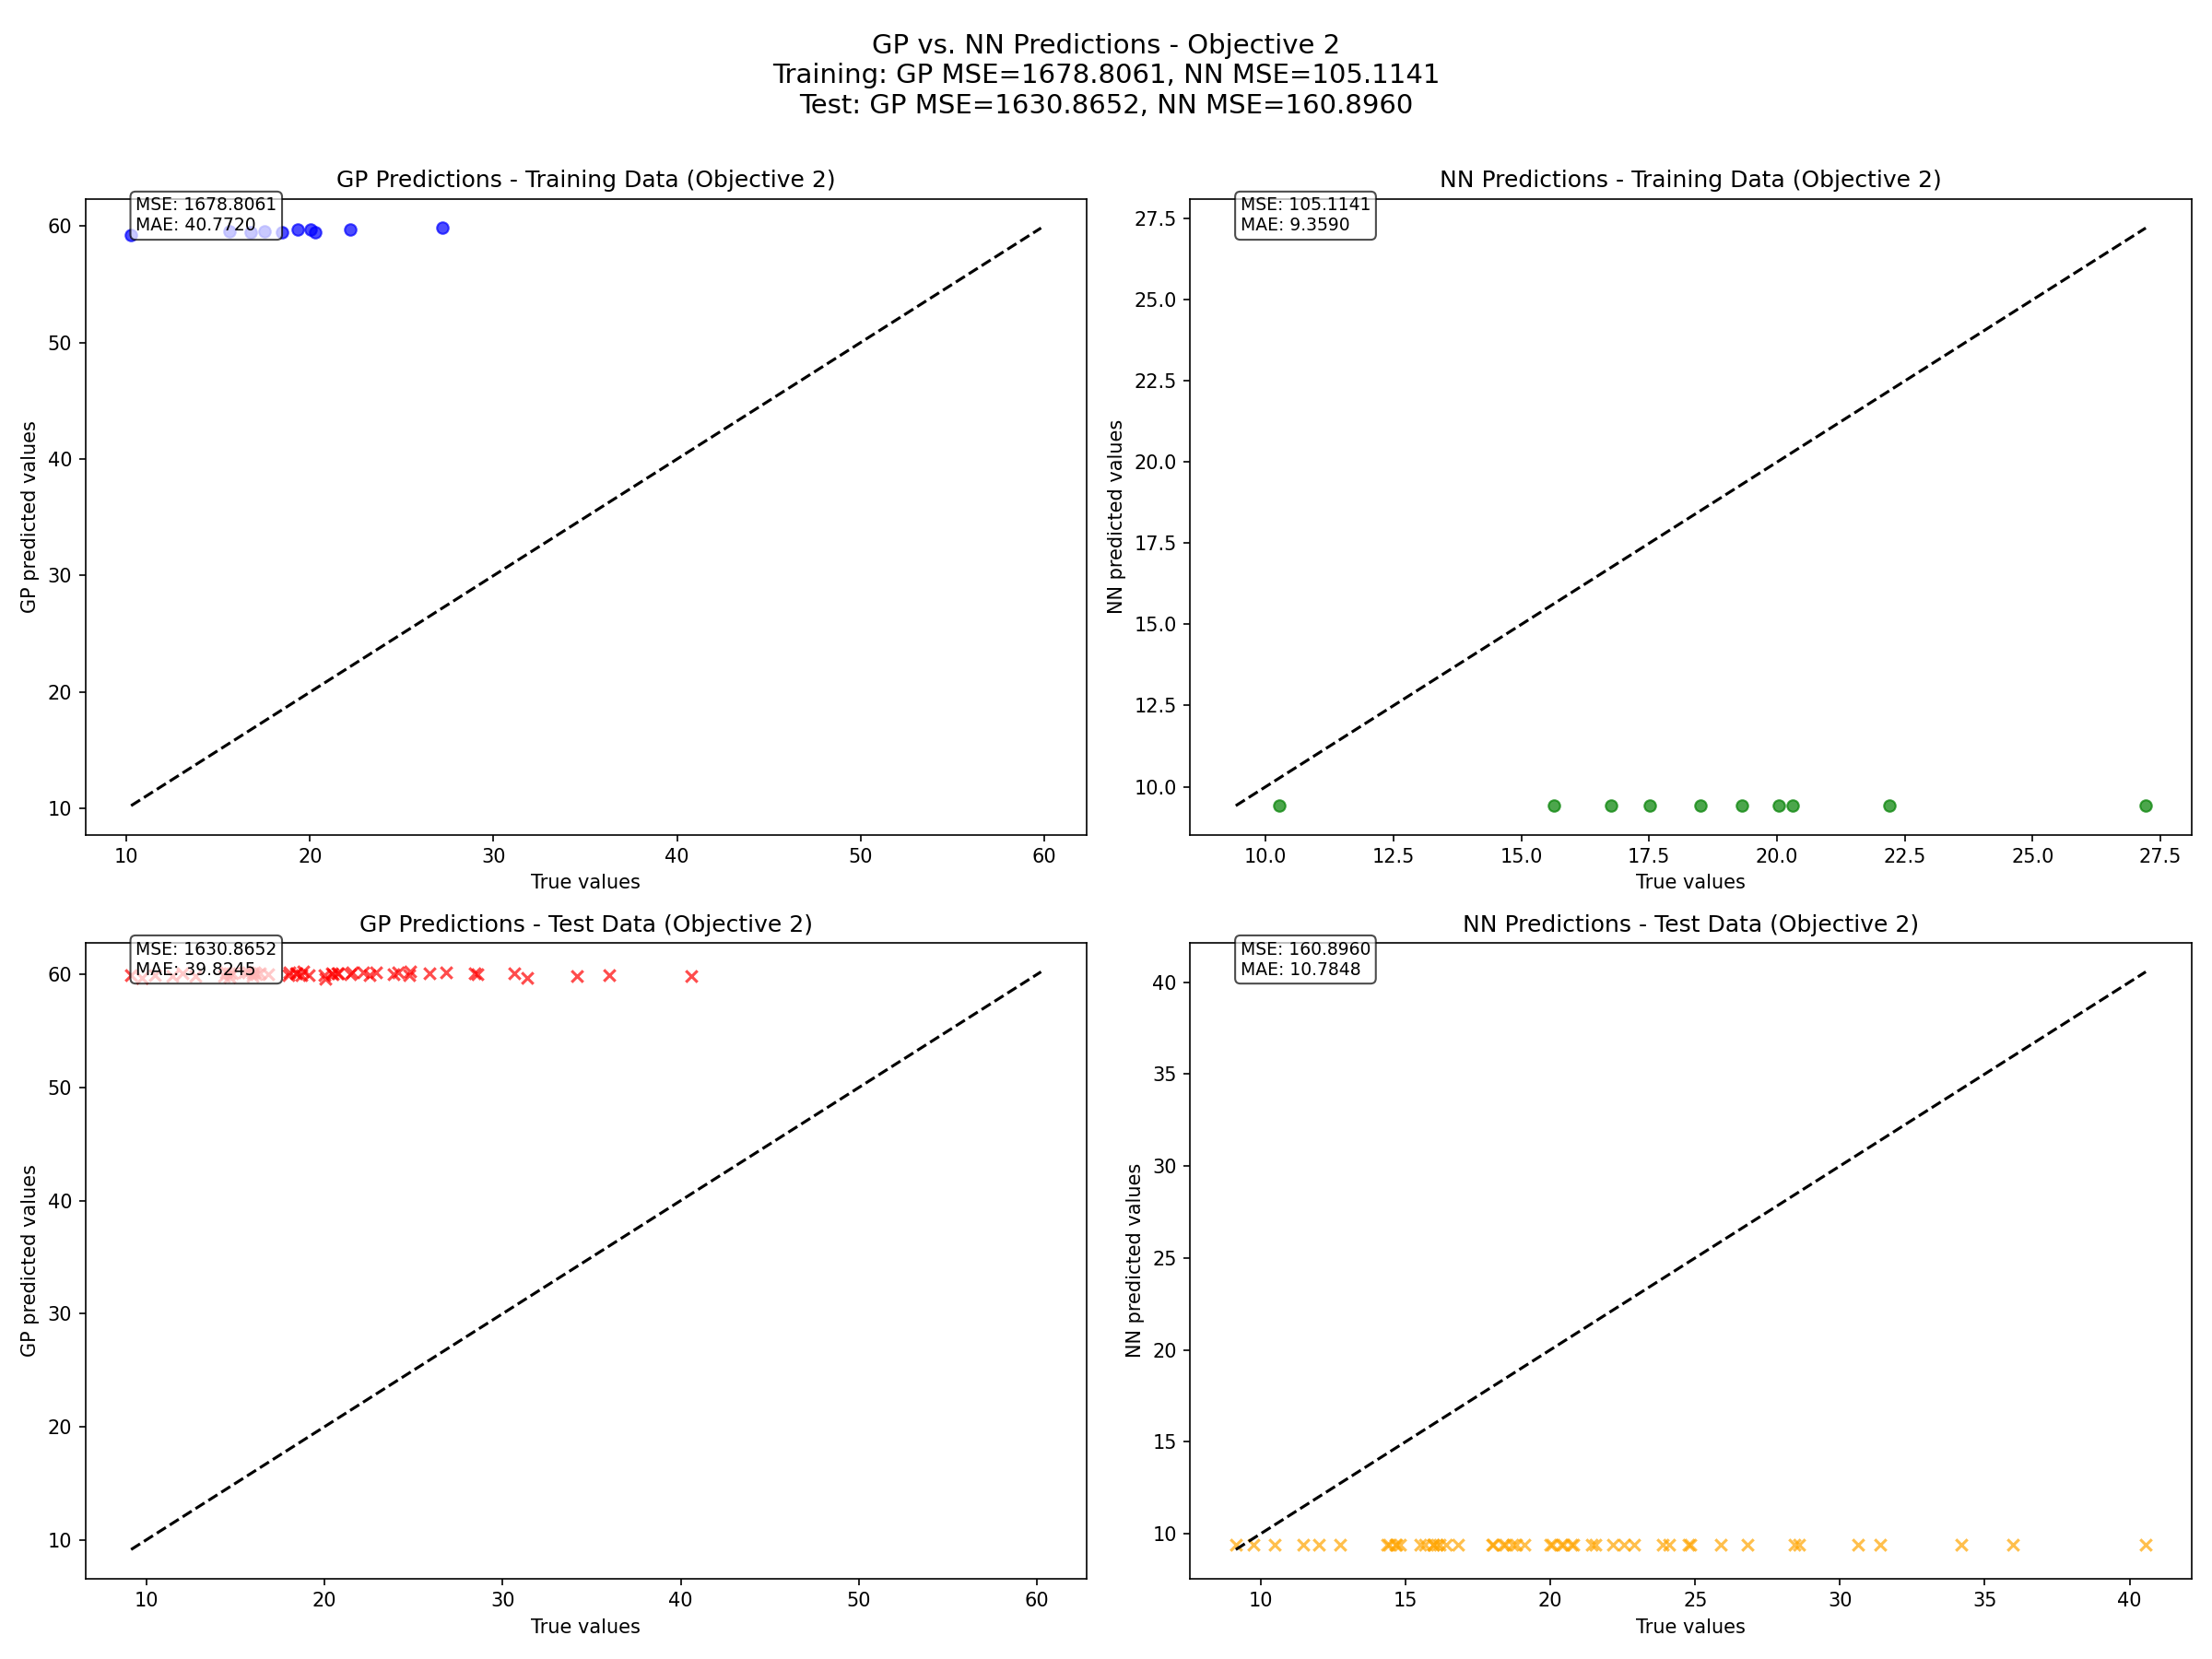 GP vs. NN Predictions - Objective 2
Training: GP MSE=1678.8061, NN MSE=105.1141
Test: GP MSE=1630.8652, NN MSE=160.8960
GP Predictions - Training Data (Objective 2)
MSE: 1678.8061
MAE: 40.7720
60
50
40
30
20
10
GP predicted values
10 20 30 40 50 60
True values
NN Predictions - Training Data (Objective 2)
MSE: 105.1141
MAE: 9.3590
27.5
25.0
22.5
20.0
17.5
15.0
12.5
10.0
NN predicted values
10.0 12.5 15.0 17.5 20.0 22.5 25.0 27.5
True values
GP Predictions - Test Data (Objective 2)
MSE: 1630.8652
MAE: 39.8245
60
50
40
30
20
10
GP predicted values
10 20 30 40 50 60
True values
NN Predictions - Test Data (Objective 2)
MSE: 160.8960
MAE: 10.7848
40
35
30
25
20
15
10
NN predicted values
10 15 20 25 30 35 40
True values